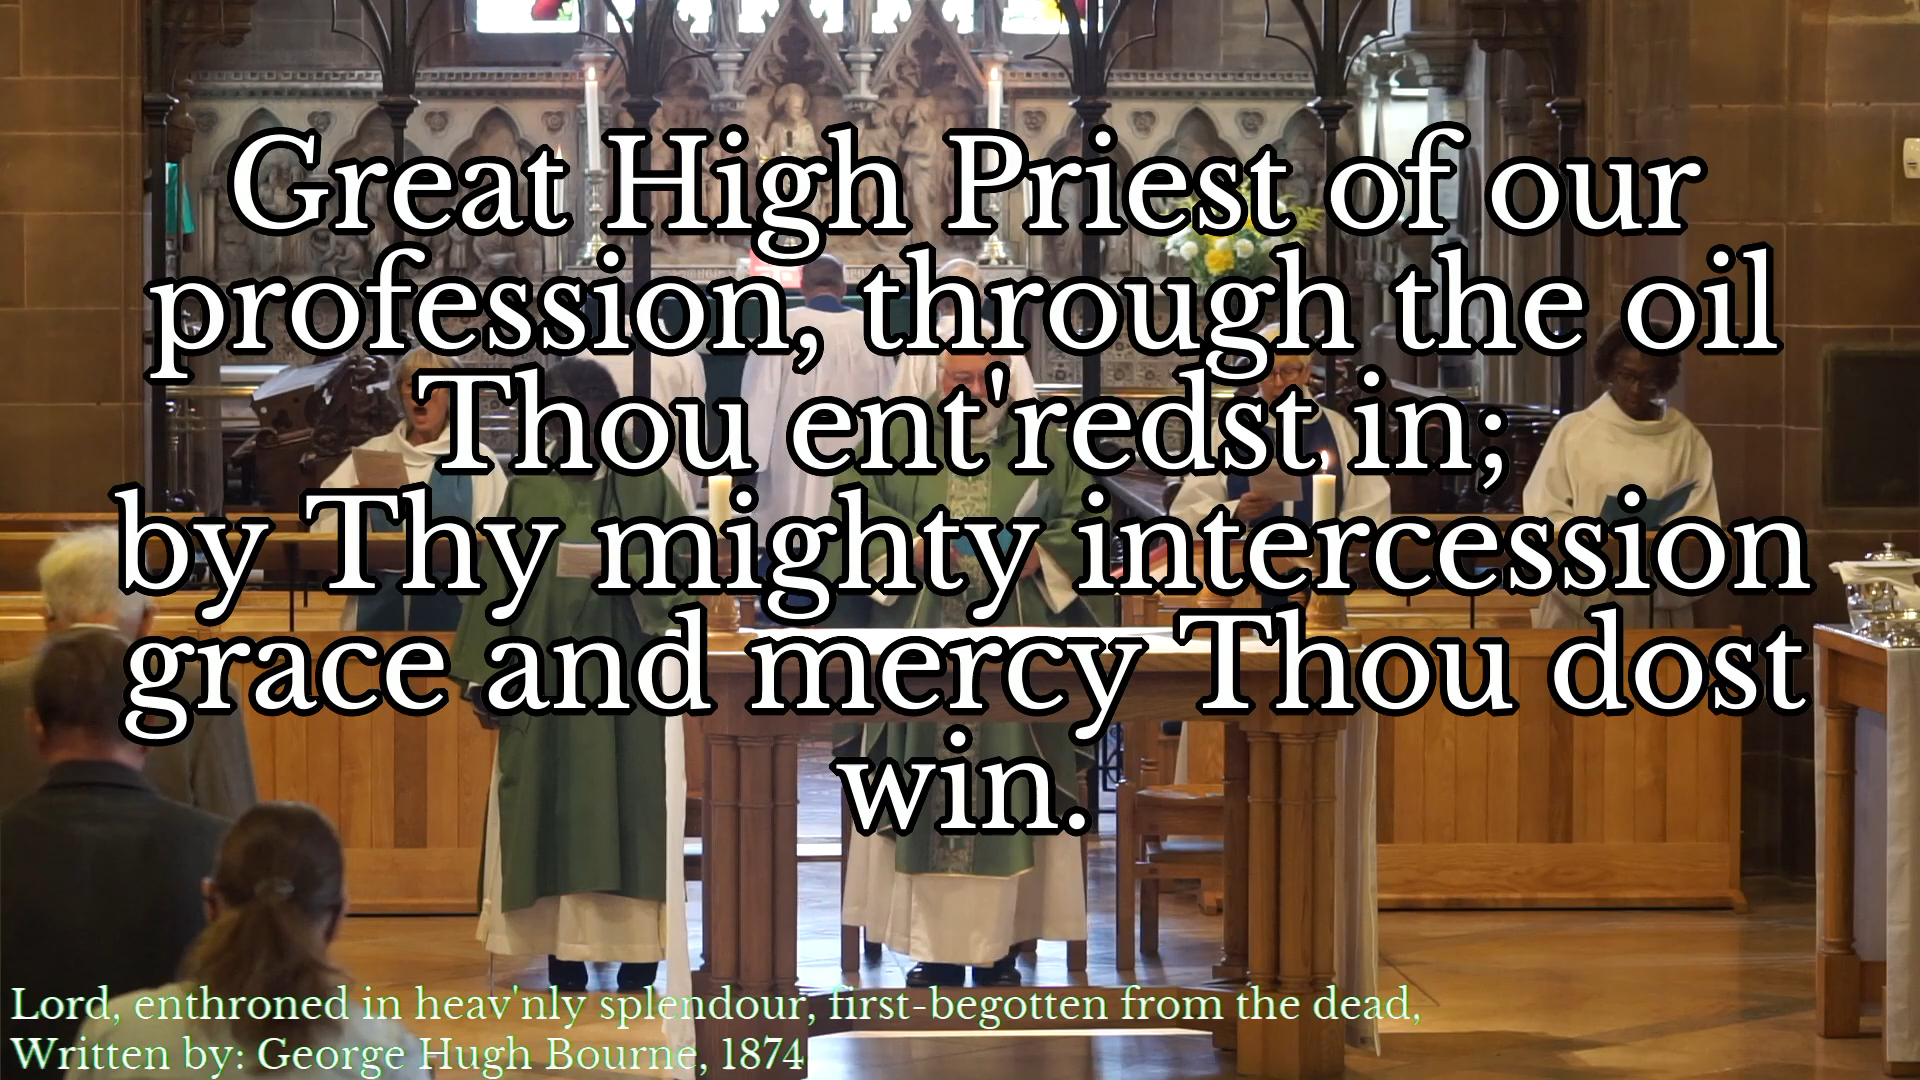 Great High Priest of our
profession, through the oil
Thou ent'redst in;
by Thy mighty intercession
grace and mercy Thou dost
win.
Lord, enthroned in heav'nly splendour, first-begotten from the dead,
Written by: George Hugh Bourne, 1874